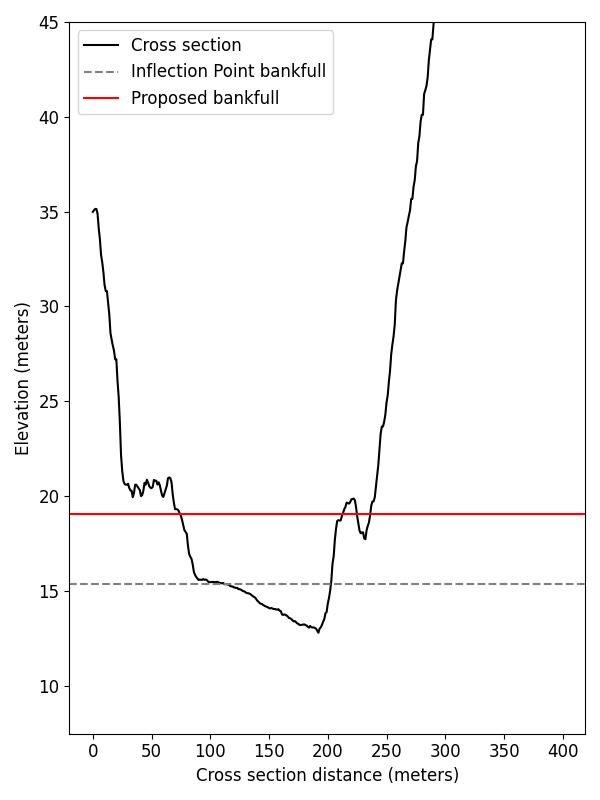 Cross section
Inflection Point bankfull
Proposed bankfull
45
40
35
30
25
20
15
10
Elevation (meters)
0 50 100 150 200 250 300 350 400
Cross section distance (meters)